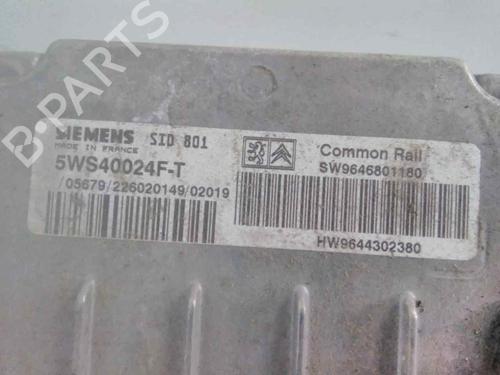 B-PARTS
SIEMENS SID 801
MADE IN FRANCE
5WS40024F-T
/05679/226020149/02019
Common Rail
SW9646801180
HW9644302380